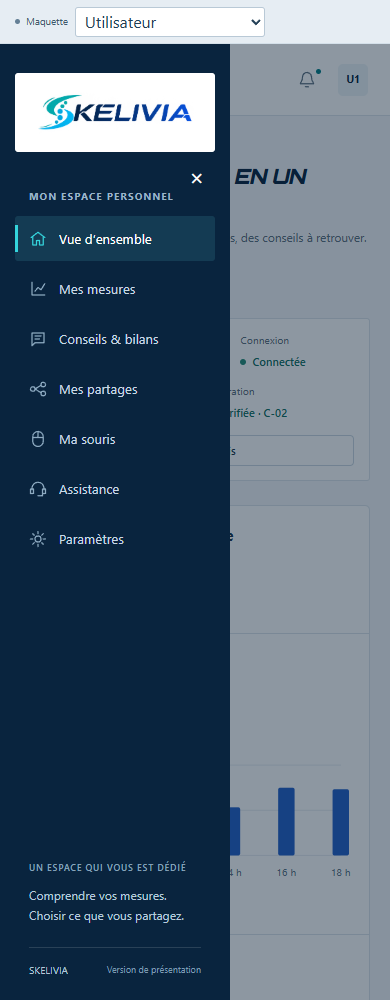 Maquette
Utilisateur
SKELIVIA
U1
MON ESPACE PERSONNEL
EN UN
Vue d'ensemble
s, des conseils à retrouver.
Mes mesures
Conseils & bilans
Connexion
Connectée
Mes partages
ration
rifiée · C-02
Ma souris
s
Assistance
Paramètres
e
4 h
16 h
18 h
UN ESPACE QUI VOUS EST DÉDIÉ
Comprendre vos mesures.
Choisir ce que vous partagez.
SKELIVIA
Version de présentation